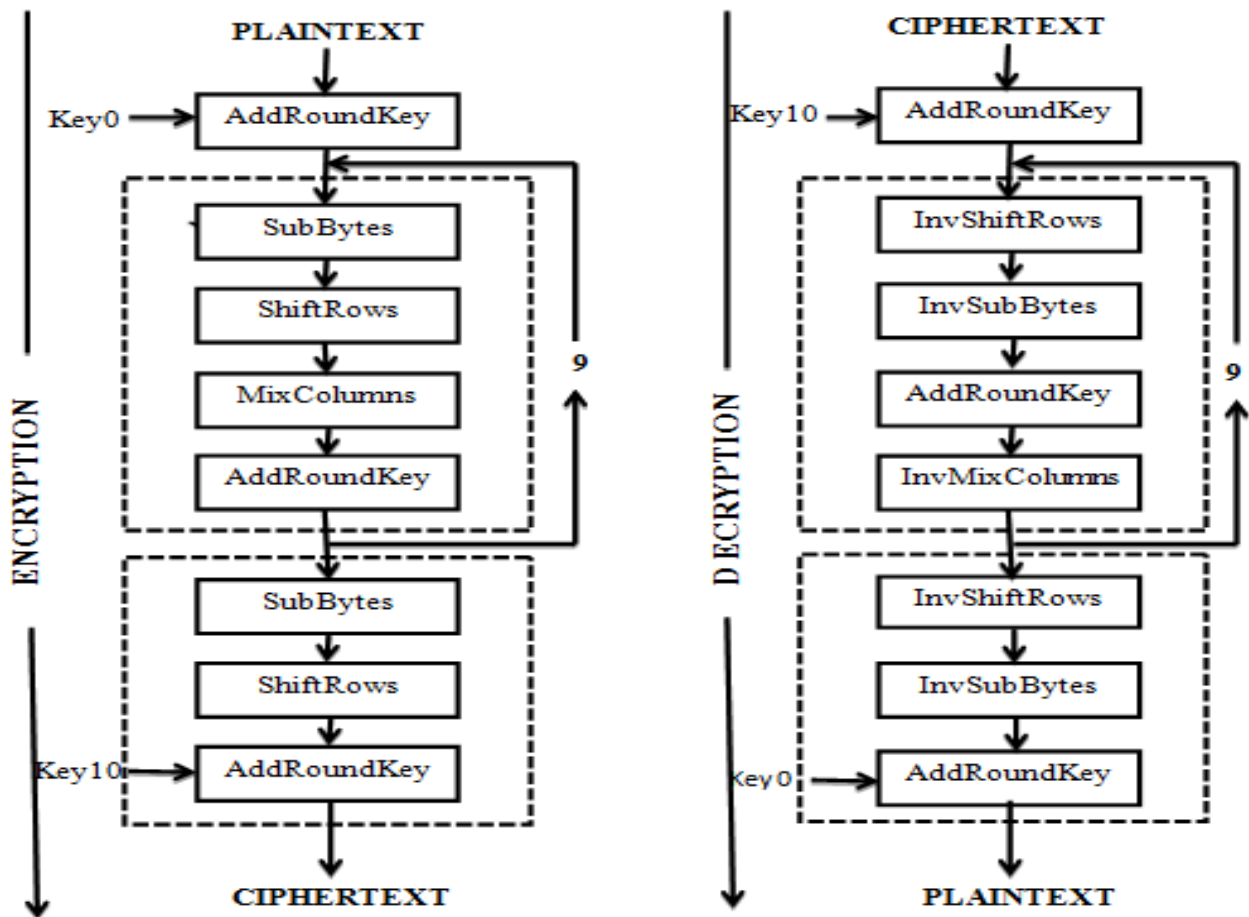 ENCRYPTION
PLAINTEXT
Key0
AddRoundKey
SubBytes
ShiftRows
MixColumns
AddRoundKey
9
SubBytes
ShiftRows
Key10
AddRoundKey
CIPHERTEXT
DECRYPTION
CIPHERTEXT
Key10
AddRoundKey
InvShiftRows
InvSubBytes
AddRoundKey
InvMixColumns
9
InvShiftRows
InvSubBytes
Key0
AddRoundKey
PLAINTEXT